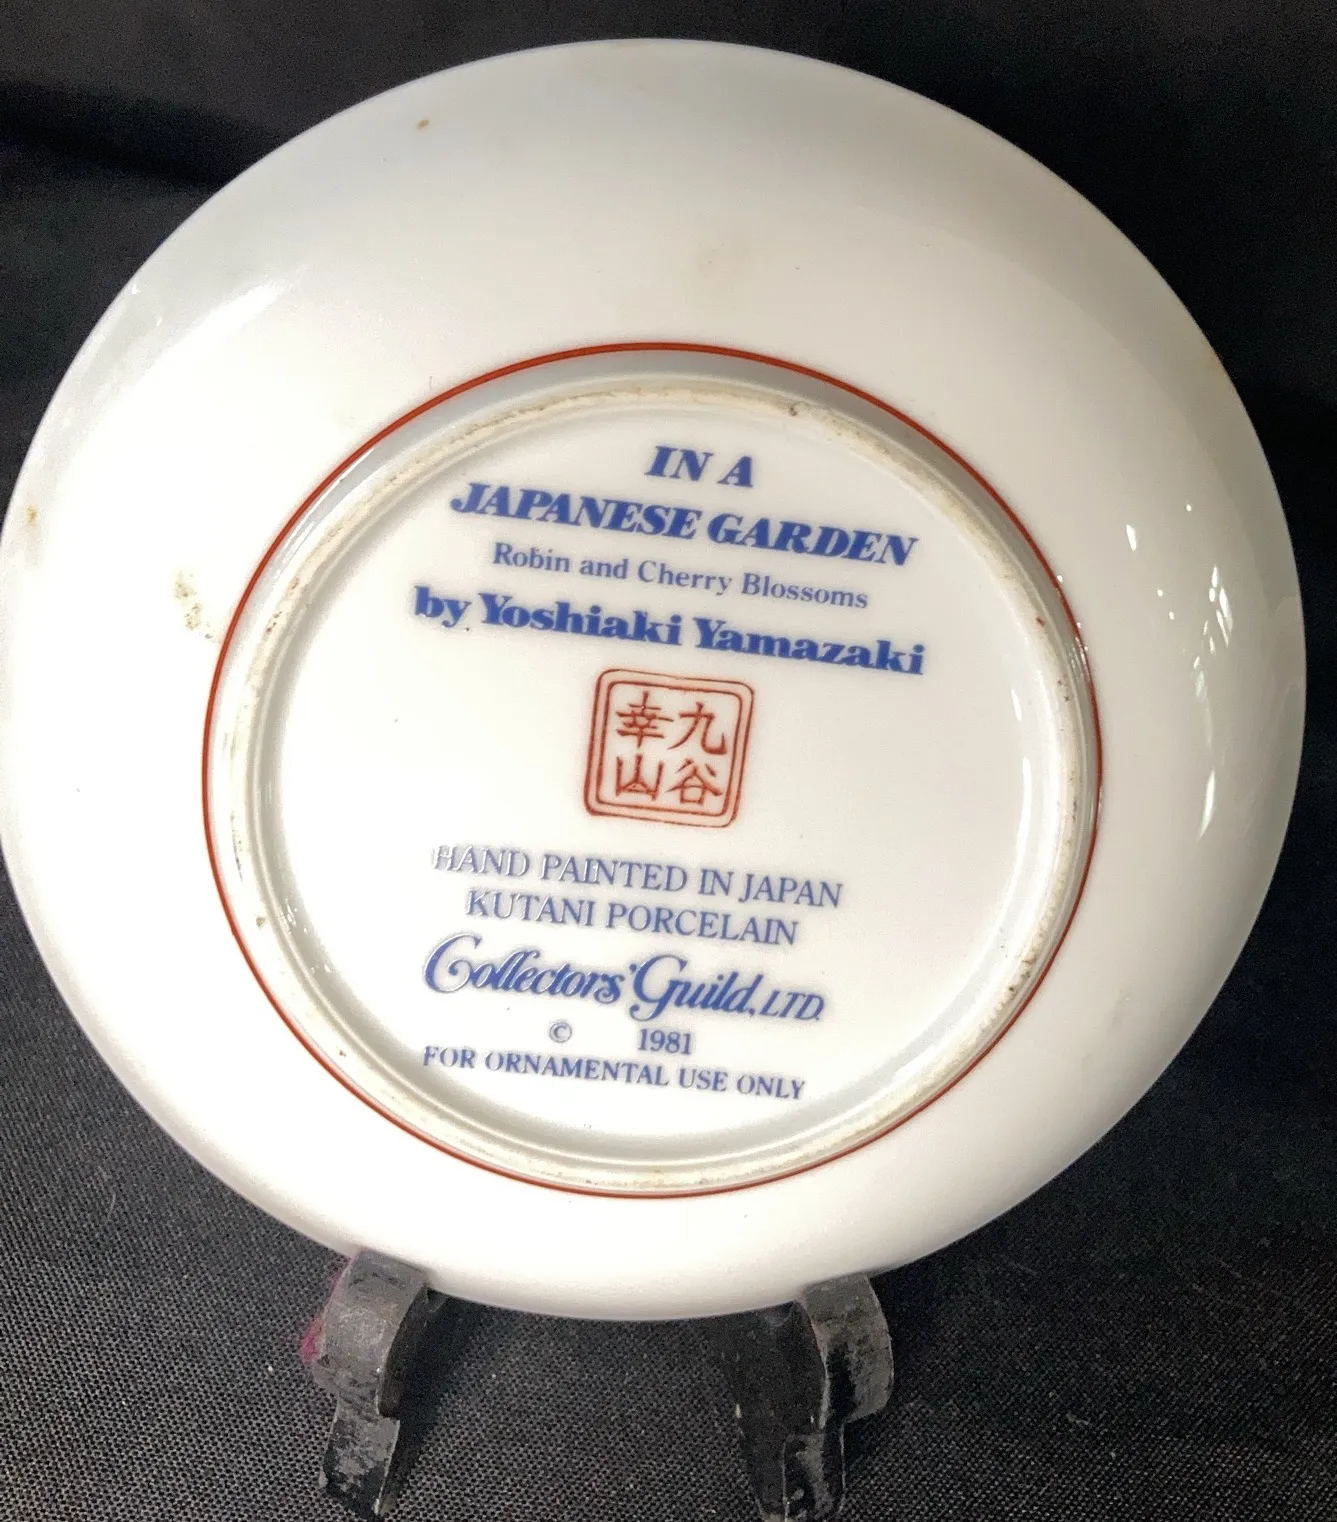 IN A
JAPANESE GARDEN
Robin and Cherry Blossoms
by Yoshiaki Yamazaki
九谷
幸山
HAND PAINTED IN JAPAN
KUTANI PORCELAIN
Collectors' Guild, LTD.
© 1981
FOR ORNAMENTAL USE ONLY